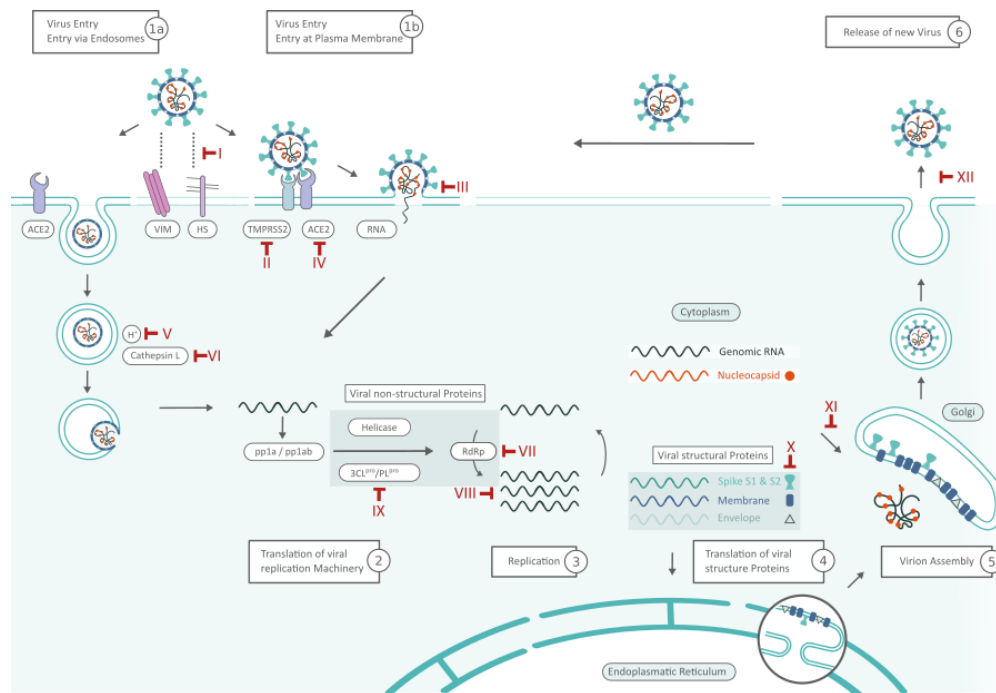 Virus Entry
Entry via Endosomes
1a
Virus Entry
Entry at Plasma Membrane
1b
Release of new Virus
6
I
III
XII
ACE2
VIM
HS
TMPRSS2
ACE2
RNA
II
IV
H⁺
V
Cathepsin L
VI
Cytoplasm
Genomic RNA
Nucleocapsid
Viral non-structural Proteins
Helicase
pp1a / pp1ab
RdRp
VII
3CLᵖʳᵒ/PLᵖʳᵒ
VIII
IX
XI
Golgi
X
Viral structural Proteins
Spike S1 & S2
Membrane
Envelope
Translation of viral
replication Machinery
2
Replication
3
Translation of viral
structure Proteins
4
Virion Assembly
5
Endoplasmatic Reticulum